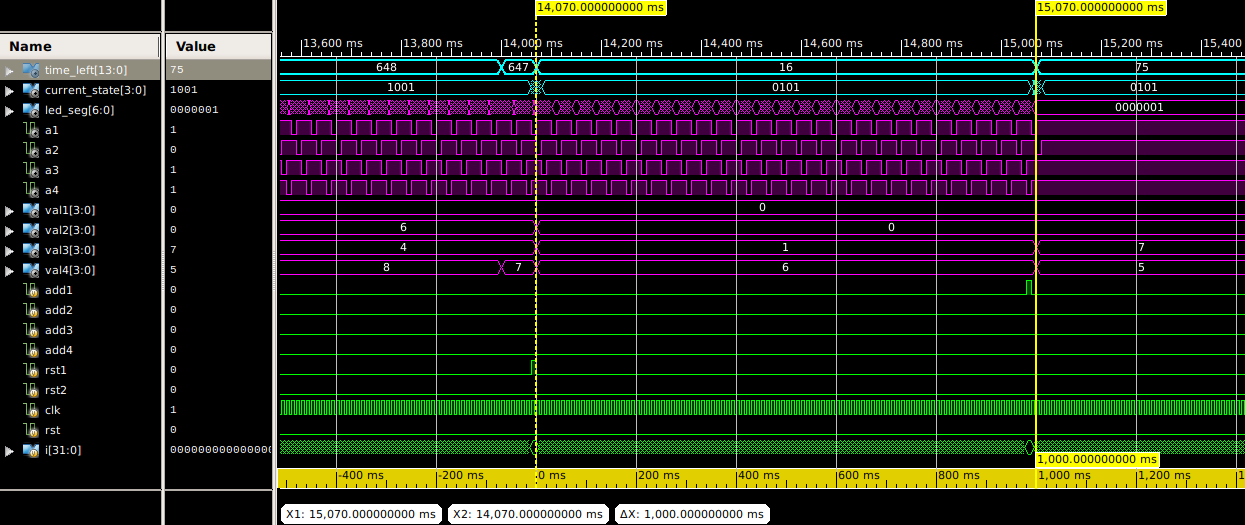 14,070.000000000 ms 15,070.000000000 ms
Name Value
13,600 ms 13,800 ms 14,000 ms 14,200 ms 14,400 ms 14,600 ms 14,800 ms 15,000 ms 15,200 ms 15,400
time_left[13:0] 75 648 647 16 75
current_state[3:0] 1001 1001 0101 0101
led_seg[6:0] 0000001 0000001
a1 1
a2 0
a3 1
a4 1
val1[3:0] 0 0
val2[3:0] 0 6 0
val3[3:0] 7 4 1 7
val4[3:0] 5 8 7 6 5
add1 0
add2 0
add3 0
add4 0
rst1 0
rst2 0
clk 1
rst 0
i[31:0] 00000000000000
1,000.000000000 ms
-400 ms -200 ms 0 ms 200 ms 400 ms 600 ms 800 ms 1,000 ms 1,200 ms
X1: 15,070.000000000 ms X2: 14,070.000000000 ms ΔX: 1,000.000000000 ms